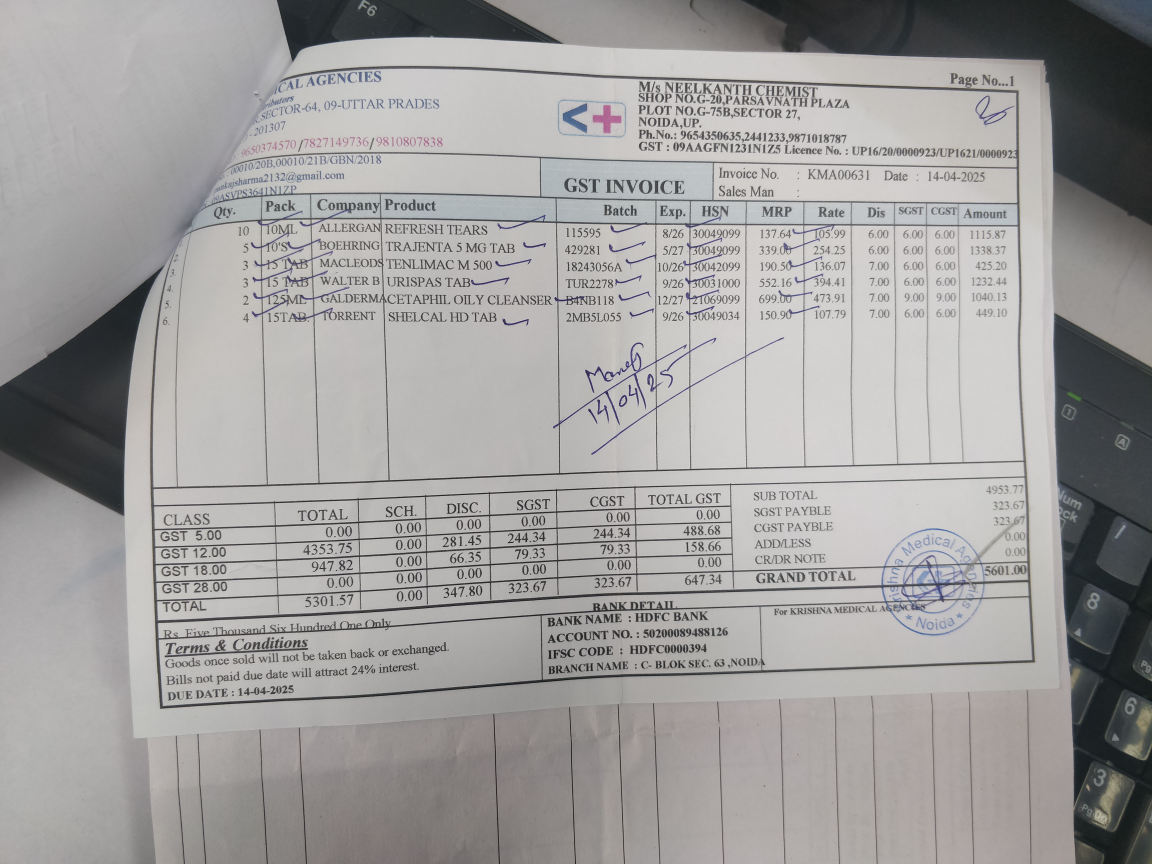 F6
ICAL AGENCIES
Page No...1
SECTOR-64, 09-UTTAR PRADES
201307
9650374570/7827149736/9810807838
00010/20B,00010/21B/GBN/2018
pankajsharma2132@gmail.com
09ASVPS3641N1ZP
M/s NEELKANTH CHEMIST
SHOP NO.G-20,PARSAVNATH PLAZA
PLOT NO.G-75B,SECTOR 27,
NOIDA,UP.
Ph.No.: 9654350635,2441233,9871018787
GST : 09AAGFN1231N1Z5 Licence No. : UP16/20/0000923/UP1621/0000923
GST INVOICE
Invoice No. : KMA00631 Date : 14-04-2025
Sales Man :
Qty. Pack Company Product Batch Exp. HSN MRP Rate Dis SGST CGST Amount
10 10ML ALLERGAN REFRESH TEARS 115595 8/26 30049099 137.64 105.99 6.00 6.00 6.00 1115.87
2. 5 10'S BOEHRING TRAJENTA 5 MG TAB 429281 5/27 30049099 339.00 254.25 6.00 6.00 6.00 1338.37
3. 3 15 TAB MACLEODS TENLIMAC M 500 18243056A 10/26 30042099 190.50 136.07 7.00 6.00 6.00 425.20
4. 3 15 TAB WALTER B URISPAS TAB TUR2278 9/26 30031000 552.16 394.41 7.00 6.00 6.00 1232.44
5. 2 125ML GALDERMA CETAPHIL OILY CLEANSER B4NB118 12/27 21069099 699.00 473.91 7.00 9.00 9.00 1040.13
6. 4 15TAB. TORRENT SHELCAL HD TAB 2MB5L055 9/26 30049034 150.90 107.79 7.00 6.00 6.00 449.10
14/04/25
CLASS TOTAL SCH. DISC. SGST CGST TOTAL GST
GST 5.00 0.00 0.00 0.00 0.00 0.00 0.00
GST 12.00 4353.75 0.00 281.45 244.34 244.34 488.68
GST 18.00 947.82 0.00 66.35 79.33 79.33 158.66
GST 28.00 0.00 0.00 0.00 0.00 0.00 0.00
TOTAL 5301.57 0.00 347.80 323.67 323.67 647.34
SUB TOTAL 4953.77
SGST PAYBLE 323.67
CGST PAYBLE 323.67
ADD/LESS 0.00
CR/DR NOTE 0.00
GRAND TOTAL 5601.00
Rs. Five Thousand Six Hundred One Only
Terms & Conditions
Goods once sold will not be taken back or exchanged.
Bills not paid due date will attract 24% interest.
DUE DATE : 14-04-2025
BANK DETAIL
BANK NAME : HDFC BANK
ACCOUNT NO. : 50200089488126
IFSC CODE : HDFC0000394
BRANCH NAME : C- BLOK SEC. 63 ,NOIDA
For KRISHNA MEDICAL AGENCIES
Krishna Medical Agencies
Noida
Num
Lock
/
8
6
3